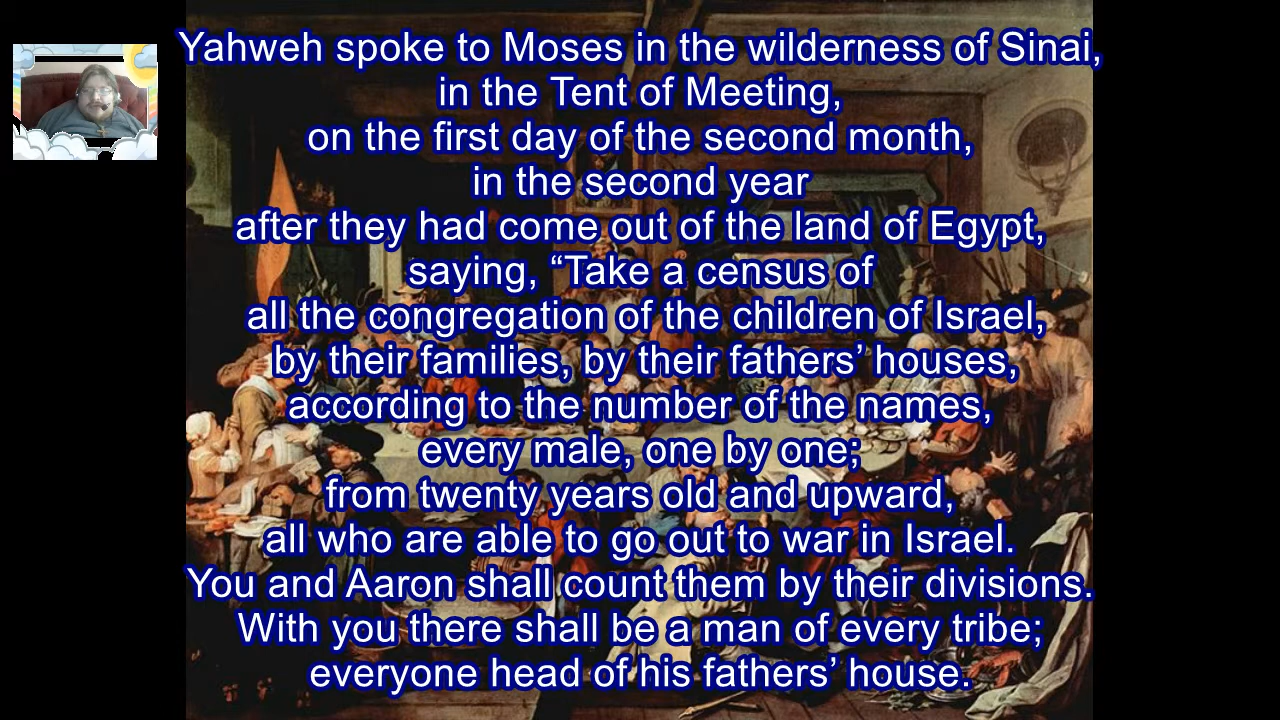 Yahweh spoke to Moses in the wilderness of Sinai,
in the Tent of Meeting,
on the first day of the second month,
in the second year
after they had come out of the land of Egypt,
saying, “Take a census of
all the congregation of the children of Israel,
by their families, by their fathers’ houses,
according to the number of the names,
every male, one by one;
from twenty years old and upward,
all who are able to go out to war in Israel.
You and Aaron shall count them by their divisions.
With you there shall be a man of every tribe;
everyone head of his fathers’ house.